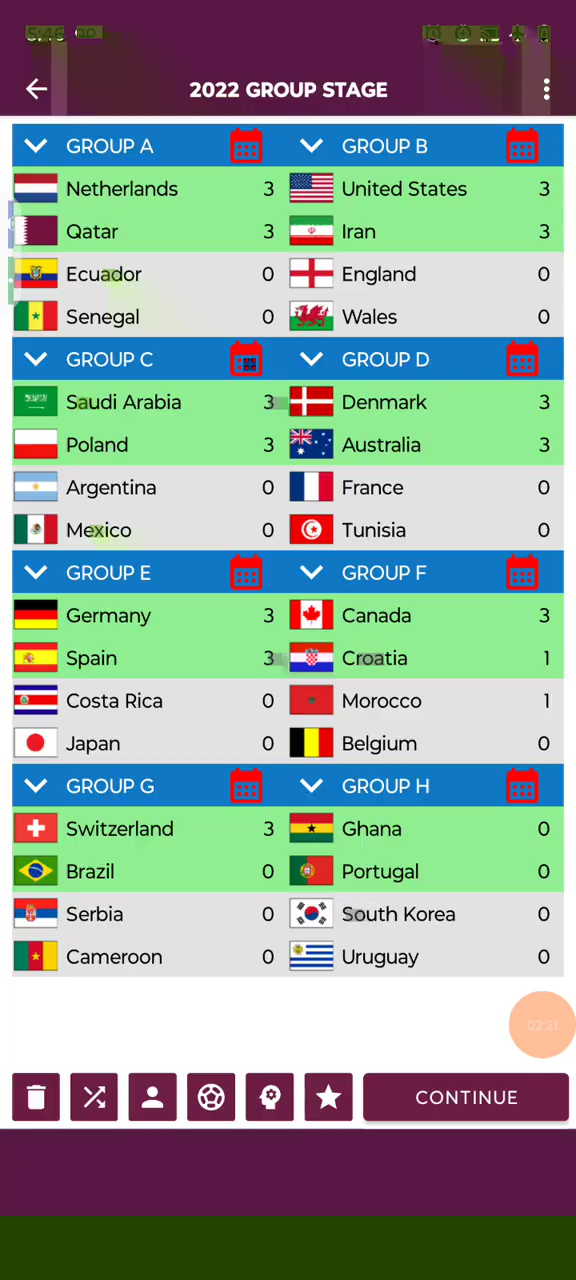 5:46
2022 GROUP STAGE
GROUP A
Netherlands 3
Qatar 3
Ecuador 0
Senegal 0
GROUP B
United States 3
Iran 3
England 0
Wales 0
GROUP C
Saudi Arabia 3
Poland 3
Argentina 0
Mexico 0
GROUP D
Denmark 3
Australia 3
France 0
Tunisia 0
GROUP E
Germany 3
Spain 3
Costa Rica 0
Japan 0
GROUP F
Canada 3
Croatia 1
Morocco 1
Belgium 0
GROUP G
Switzerland 3
Brazil 0
Serbia 0
Cameroon 0
GROUP H
Ghana 0
Portugal 0
South Korea 0
Uruguay 0
02:21
CONTINUE